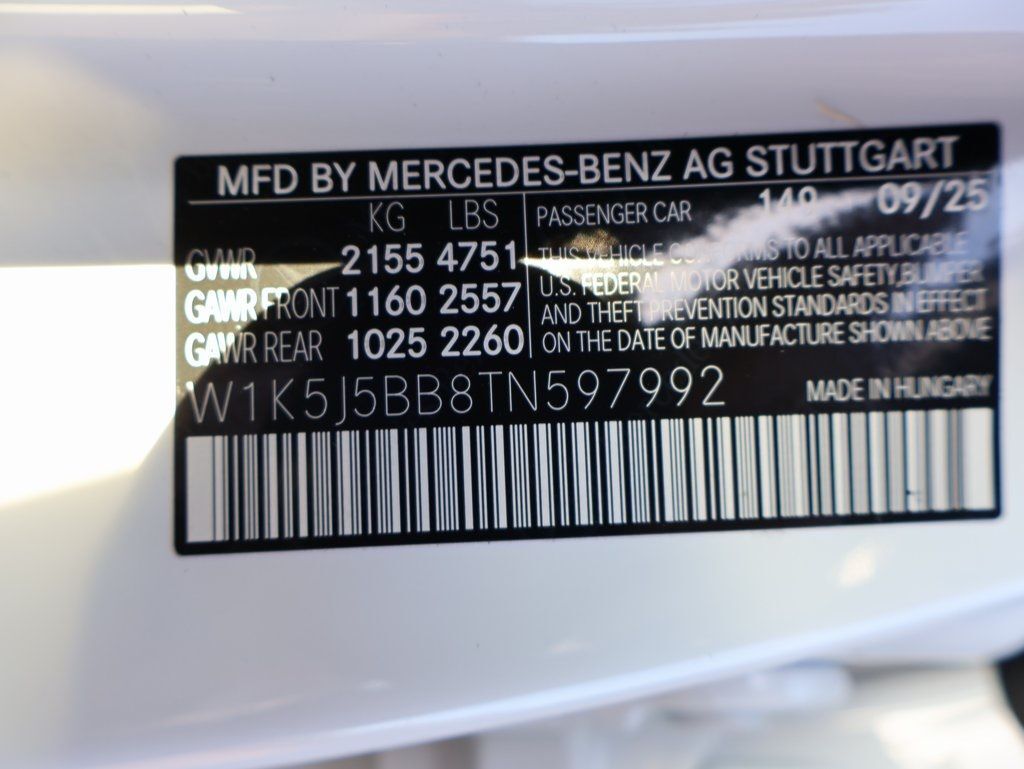 MFD BY MERCEDES-BENZ AG STUTTGART
KG LBS
GVWR 2155 4751
GAWR FRONT 1160 2557
GAWR REAR 1025 2260
PASSENGER CAR 149 09/25
THIS VEHICLE CONFORMS TO ALL APPLICABLE
U.S. FEDERAL MOTOR VEHICLE SAFETY,BUMPER,
AND THEFT PREVENTION STANDARDS IN EFFECT
ON THE DATE OF MANUFACTURE SHOWN ABOVE
W1K5J5BB8TN597992 MADE IN HUNGARY